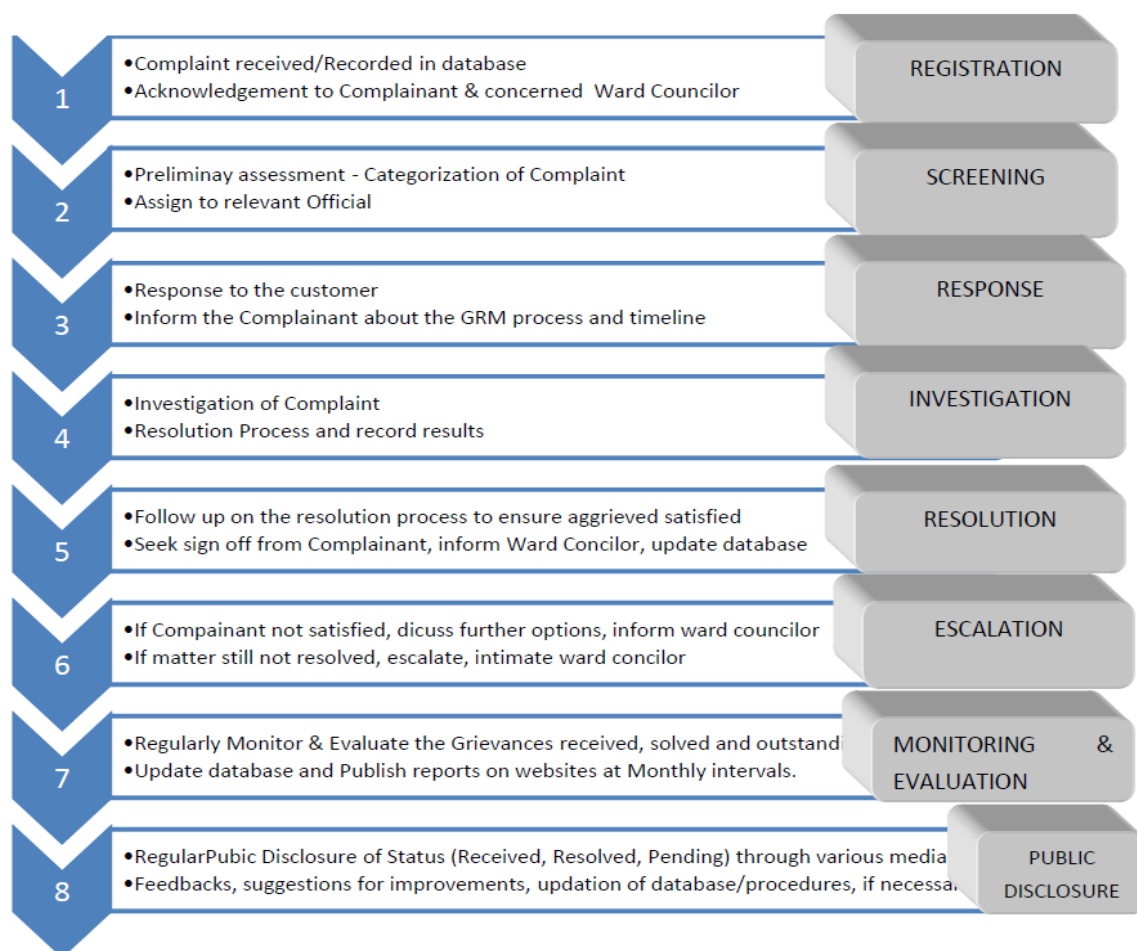 1
•Complaint received/Recorded in database
•Acknowledgement to Complainant & concerned Ward Councilor
REGISTRATION
2
•Preliminay assessment - Categorization of Complaint
•Assign to relevant Official
SCREENING
3
•Response to the customer
•Inform the Complainant about the GRM process and timeline
RESPONSE
4
•Investigation of Complaint
•Resolution Process and record results
INVESTIGATION
5
•Follow up on the resolution process to ensure aggrieved satisfied
•Seek sign off from Complainant, inform Ward Concilor, update database
RESOLUTION
6
•If Compainant not satisfied, dicuss further options, inform ward councilor
•If matter still not resolved, escalate, intimate ward concilor
ESCALATION
7
•Regularly Monitor & Evaluate the Grievances received, solved and outstandi
•Update database and Publish reports on websites at Monthly intervals.
MONITORING &
EVALUATION
8
•RegularPubic Disclosure of Status (Received, Resolved, Pending) through various media
•Feedbacks, suggestions for improvements, updation of database/procedures, if necessa
PUBLIC
DISCLOSURE